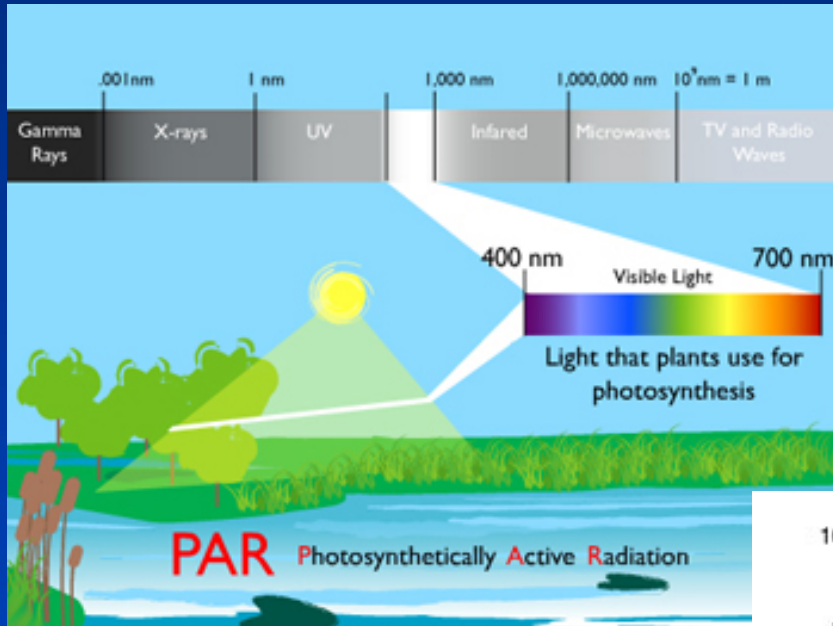 .001nm 1 nm 1,000 nm 1,000,000 nm 10⁹nm = 1 m
Gamma Rays X-rays UV Infared Microwaves TV and Radio Waves
400 nm 700 nm
Visible Light
Light that plants use for
photosynthesis
PAR Photosynthetically Active Radiation